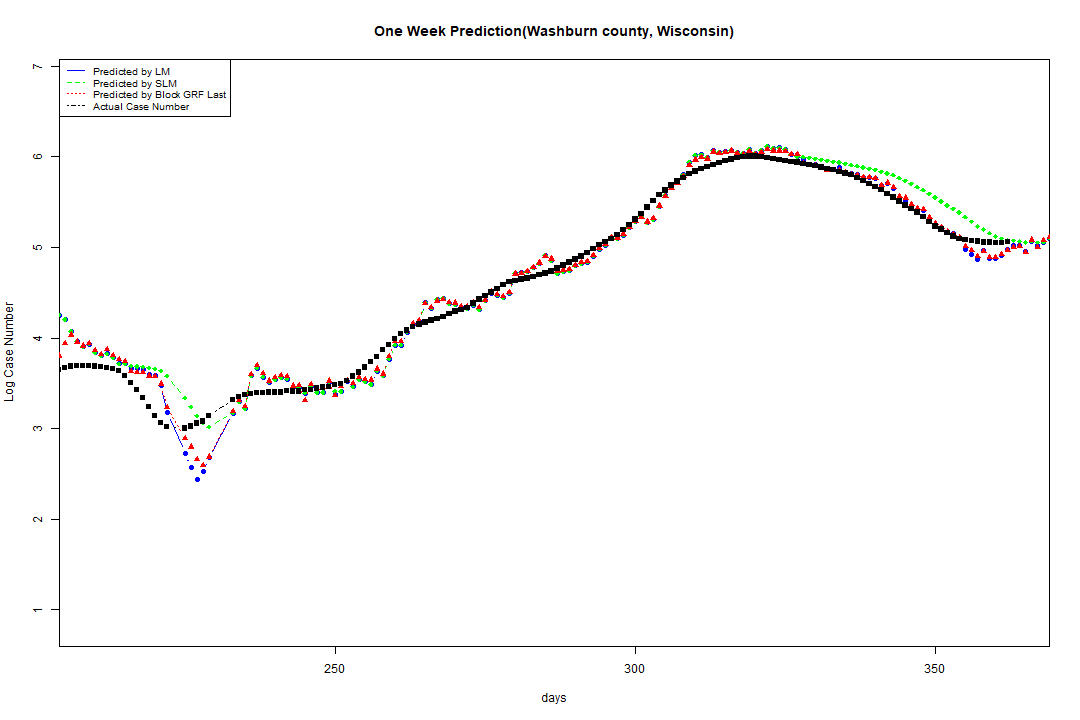 One Week Prediction(Washburn county, Wisconsin)
Predicted by LM
Predicted by SLM
Predicted by Block GRF Last
Actual Case Number
7
6
5
4
3
2
1
Log Case Number
250
300
350
days